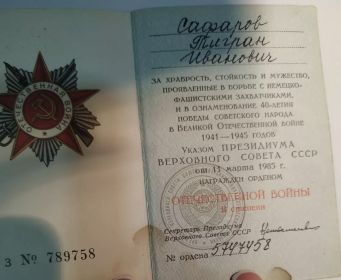 Сафаров
Тигран
Иванович
ЗА ХРАБРОСТЬ, СТОЙКОСТЬ И МУЖЕСТВО,
ПРОЯВЛЕННЫЕ В БОРЬБЕ С НЕМЕЦКО-
ФАШИСТСКИМИ ЗАХВАТЧИКАМИ,
И В ОЗНАМЕНОВАНИЕ 40-ЛЕТИЯ
ПОБЕДЫ СОВЕТСКОГО НАРОДА
В ВЕЛИКОЙ ОТЕЧЕСТВЕННОЙ ВОЙНЕ
1941—1945 ГОДОВ
УКАЗОМ ПРЕЗИДИУМА
ВЕРХОВНОГО СОВЕТА СССР
от 11 марта 1985 г.
НАГРАЖДЕН ОРДЕНОМ
ОТЕЧЕСТВЕННОЙ ВОЙНЫ
II степени
Секретарь Президиума
Верховного Совета СССР
№ ордена 5747458
ОТЕЧЕСТВЕННАЯ ВОЙНА
З № 789758